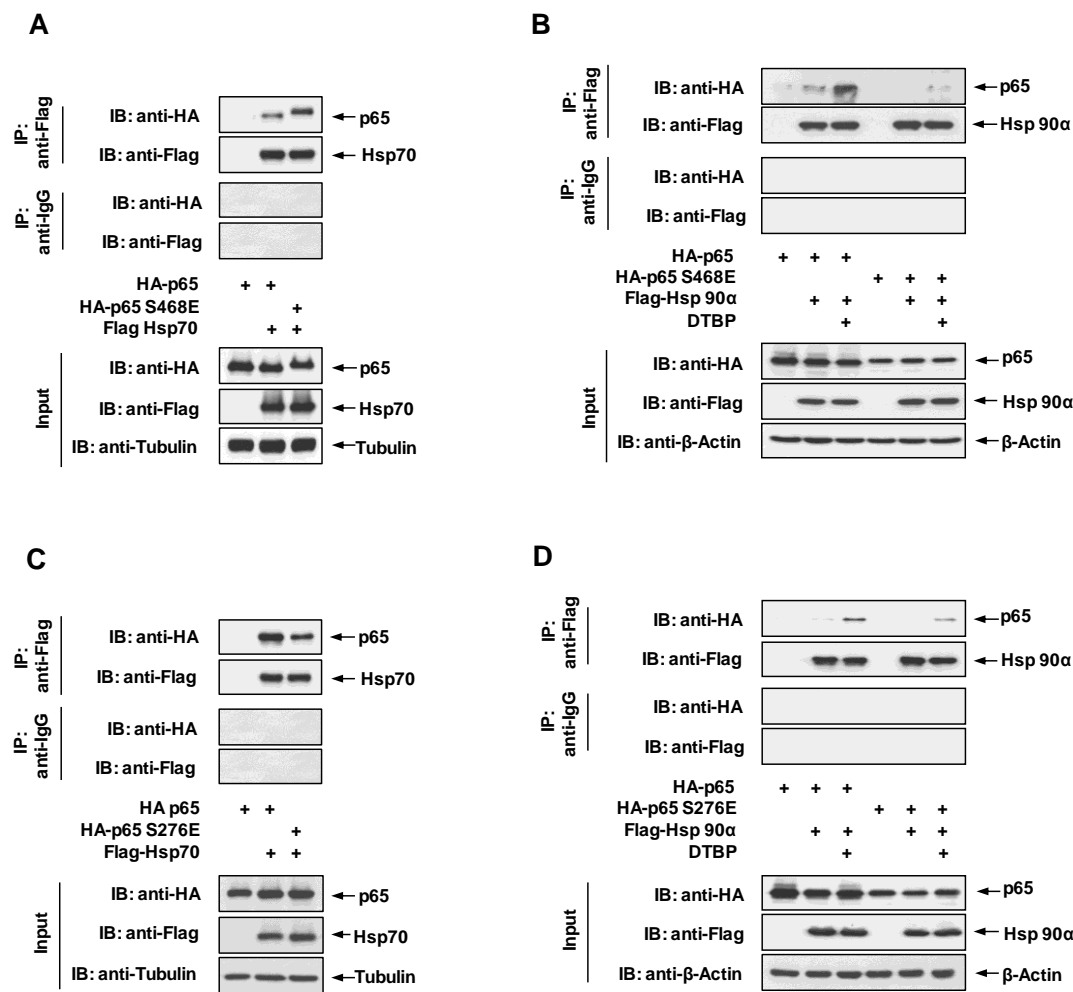 A
IP:
anti-Flag
IB: anti-HA
p65
IB: anti-Flag
Hsp70
IP:
anti-IgG
IB: anti-HA
IB: anti-Flag
HA-p65 + +
HA-p65 S468E +
Flag Hsp70 + +
Input
IB: anti-HA
p65
IB: anti-Flag
Hsp70
IB: anti-Tubulin
Tubulin
B
IP:
anti-Flag
IB: anti-HA
p65
IB: anti-Flag
Hsp 90α
IP:
anti-IgG
IB: anti-HA
IB: anti-Flag
HA-p65 + + +
HA-p65 S468E + + +
Flag-Hsp 90α + + + +
DTBP + +
Input
IB: anti-HA
p65
IB: anti-Flag
Hsp 90α
IB: anti-β-Actin
β-Actin
C
IP:
anti-Flag
IB: anti-HA
p65
IB: anti-Flag
Hsp70
IP:
anti-IgG
IB: anti-HA
IB: anti-Flag
HA p65 + +
HA-p65 S276E +
Flag-Hsp70 + +
Input
IB: anti-HA
p65
IB: anti-Flag
Hsp70
IB: anti-Tubulin
Tubulin
D
IP:
anti-Flag
IB: anti-HA
p65
IB: anti-Flag
Hsp 90α
IP:
anti-IgG
IB: anti-HA
IB: anti-Flag
HA-p65 + + +
HA-p65 S276E + + +
Flag-Hsp 90α + + + +
DTBP + +
Input
IB: anti-HA
p65
IB: anti-Flag
Hsp 90α
IB: anti-β-Actin
β-Actin